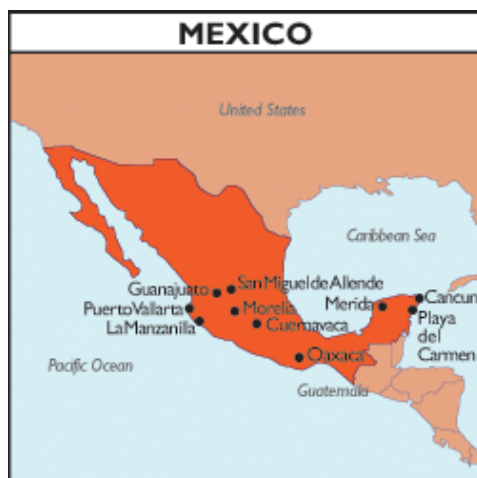 MEXICO
United States
Caribbean Sea
San Miguel de Allende
Guanajuato
Cancun
Merida
Puerto Vallarta
Morelia
Playa
del
Carmen
La Manzanilla
Cuernavaca
Oaxaca
Pacific Ocean
Guatemala